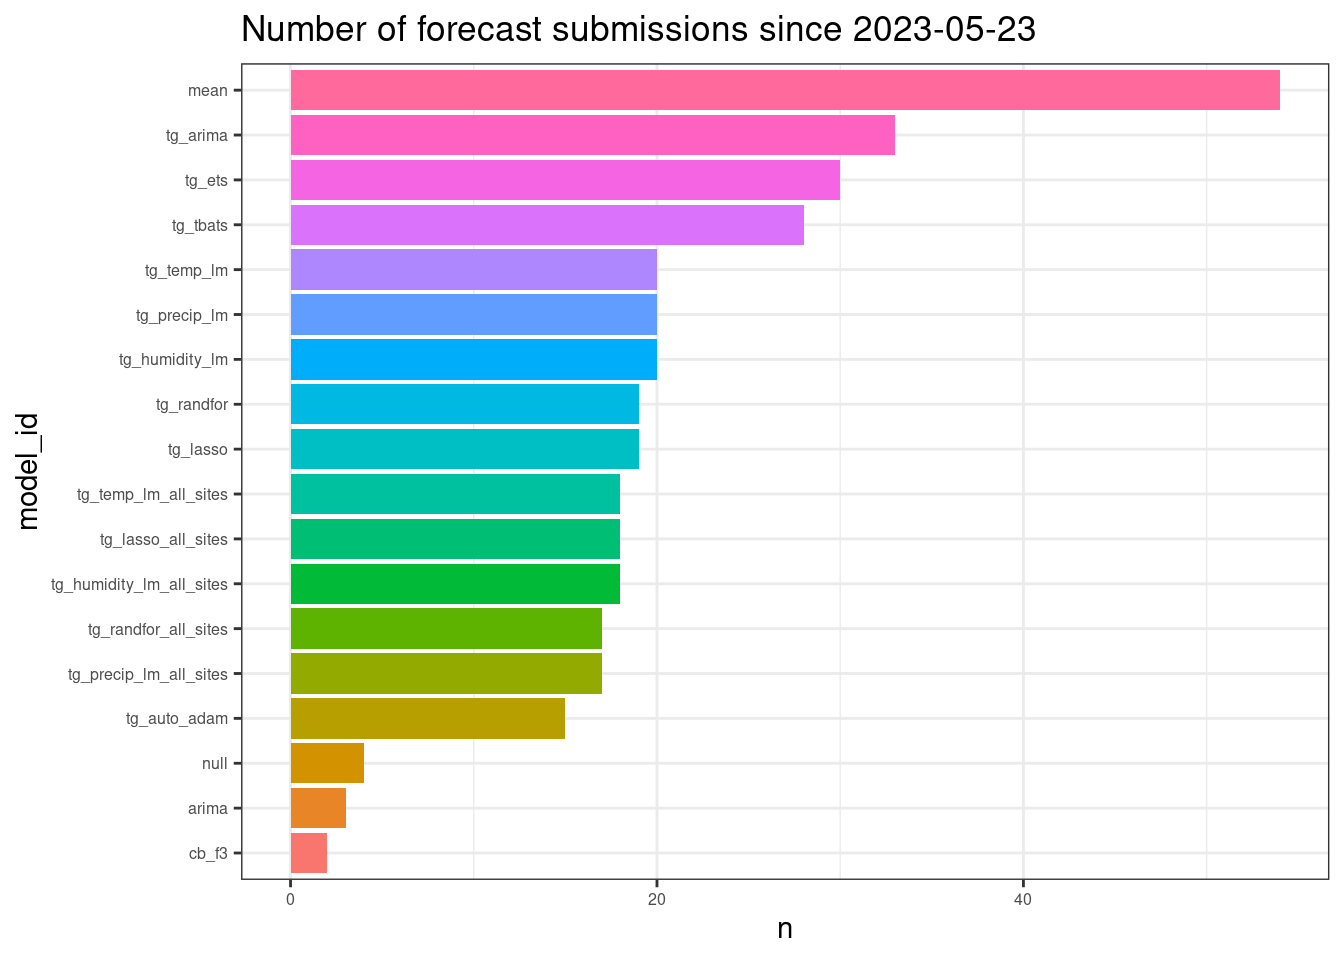 Number of forecast submissions since 2023-05-23
model_id
mean
tg_arima
tg_ets
tg_tbats
tg_temp_lm
tg_precip_lm
tg_humidity_lm
tg_randfor
tg_lasso
tg_temp_lm_all_sites
tg_lasso_all_sites
tg_humidity_lm_all_sites
tg_randfor_all_sites
tg_precip_lm_all_sites
tg_auto_adam
null
arima
cb_f3
0 20 40
n